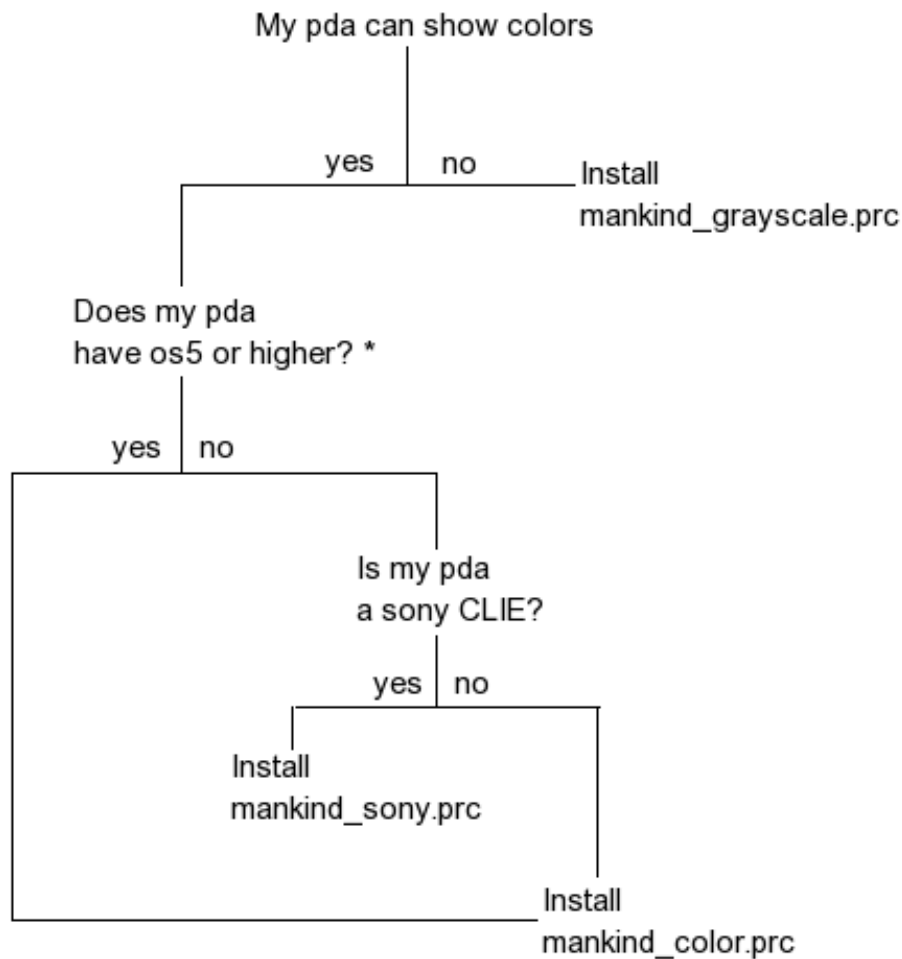 My pda can show colors
yes no
Install
mankind_grayscale.prc
Does my pda
have os5 or higher? *
yes no
Is my pda
a sony CLIE?
yes no
Install
mankind_sony.prc
Install
mankind_color.prc